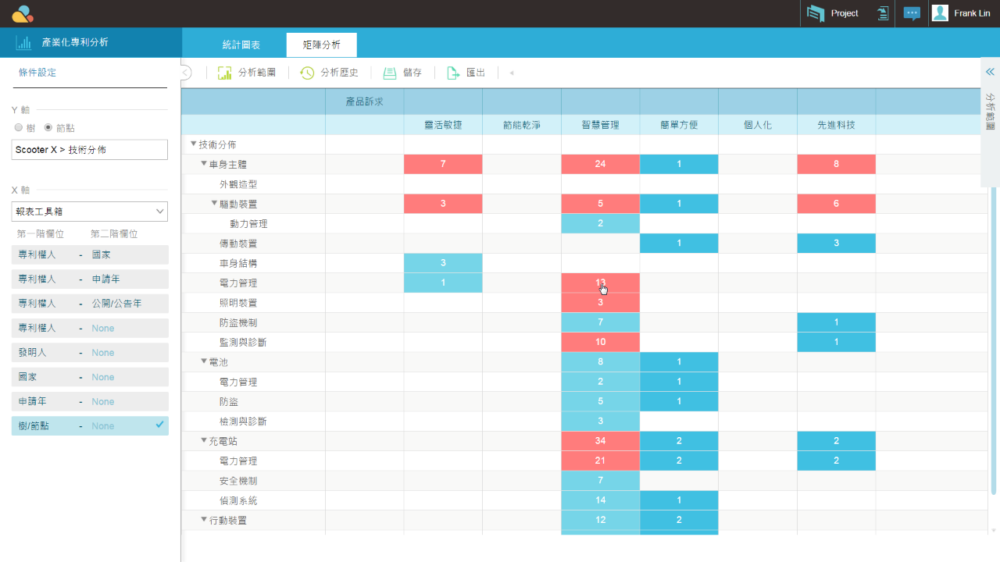 Project
Frank Lin
產業化專利分析
統計圖表
矩陣分析
條件設定
分析範圍
分析歷史
儲存
匯出
分析範圍
Y 軸
樹
節點
Scooter X > 技術分佈
X 軸
報表工具箱
第一階欄位 第二階欄位
專利權人 - 國家
專利權人 - 申請年
專利權人 - 公開/公告年
專利權人 - None
發明人 - None
國家 - None
申請年 - None
樹/節點 - None
產品訴求
靈活敏捷 節能乾淨 智慧管理 簡單方便 個人化 先進科技
技術分佈
車身主體 7 24 1 8
外觀造型
驅動裝置 3 5 1 6
動力管理 2
傳動裝置 1 3
車身結構 3
電力管理 1 13
照明裝置 3
防盜機制 7 1
監測與診斷 10 1
電池 8 1
電力管理 2 1
防盜 5 1
檢測與診斷 3
充電站 34 2 2
電力管理 21 2 2
安全機制 7
偵測系統 14 1
行動裝置 12 2